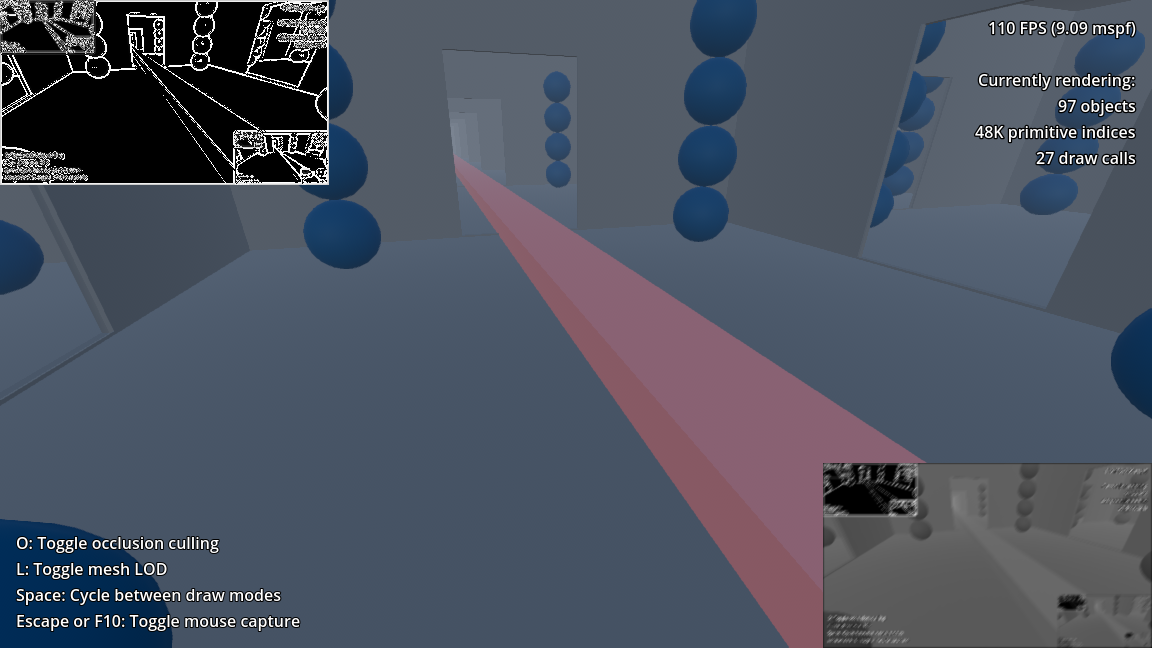 110 FPS (9.09 mspf)
Currently rendering:
97 objects
48K primitive indices
27 draw calls
O: Toggle occlusion culling
L: Toggle mesh LOD
Space: Cycle between draw modes
Escape or F10: Toggle mouse capture